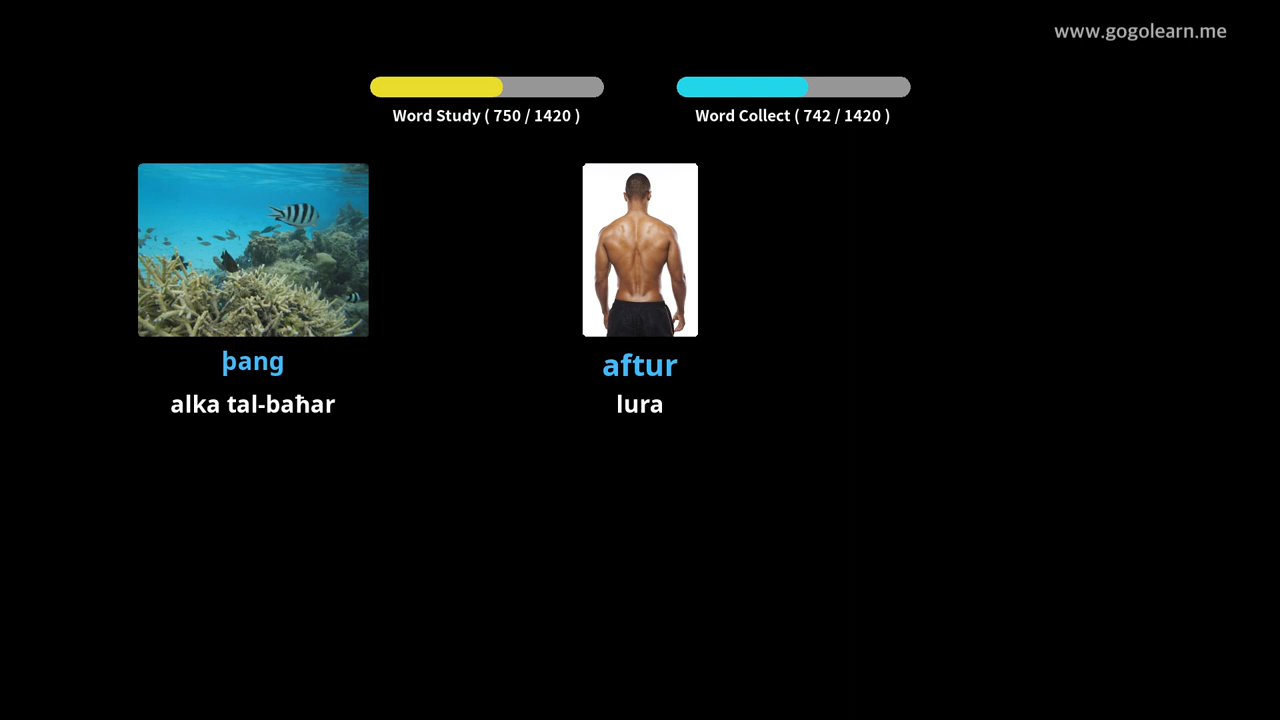 www.gogolearn.me
Word Study ( 750 / 1420 )
Word Collect ( 742 / 1420 )
þang
alka tal-baħar
aftur
lura